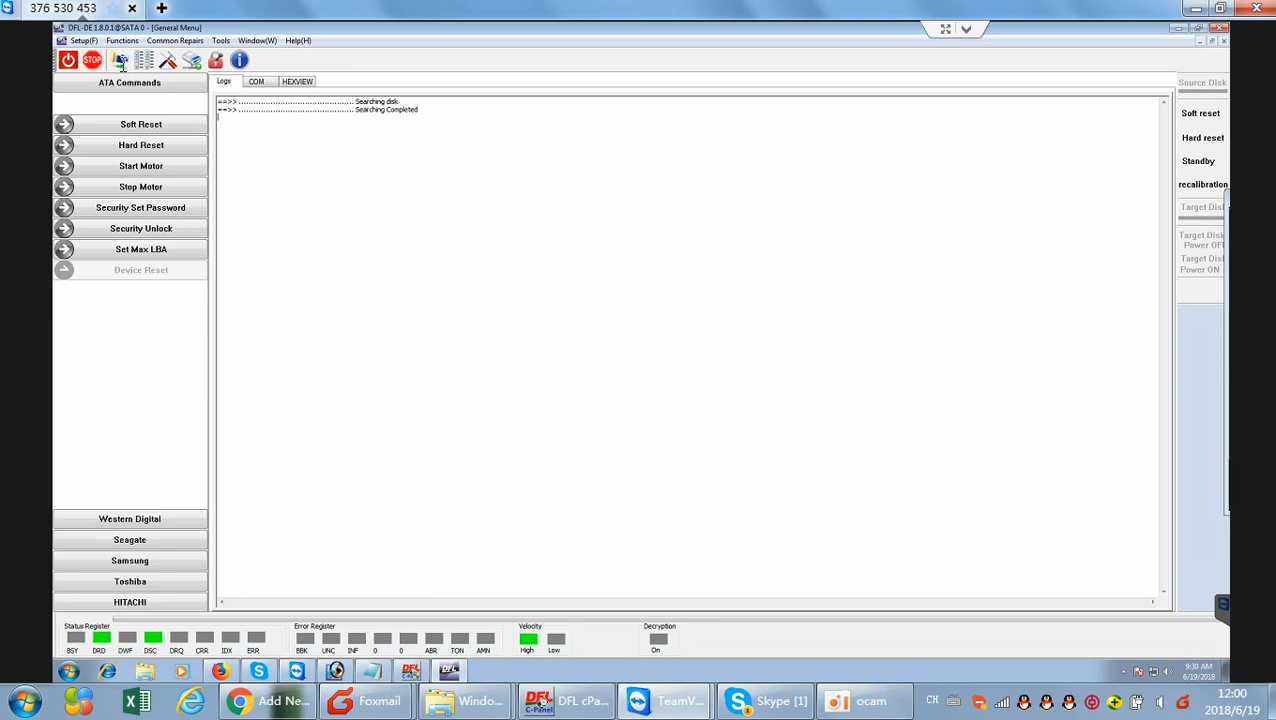 376 530 453
DFL-DE 1.8.0.1@SATA 0 - [General Menu]
Setup(F) Functions Common Repairs Tools Window(W) Help(H)
STOP
ATA Commands
Logs COM HEXVIEW
Soft Reset
Hard Reset
Start Motor
Stop Motor
Security Set Password
Security Unlock
Set Max LBA
Device Reset
==>> .................................................. Searching disk
==>> .................................................. Searching Completed
Source Disk
Soft reset
Hard reset
Standby
recalibration
Target Dis
Target Disk
Power OFF
Target Disk
Power ON
Western Digital
Seagate
Samsung
Toshiba
HITACHI
Status Register Error Register Velocity Decryption
BSY DRD DWF DSC DRQ CRR IDX ERR BBK UNC INF 0 0 ABR TON AMN High Low On
9:30 AM
6/19/2018
Add Ne... Foxmail Windo... DFL C-Panel DFL cPa... TeamV... Skype [1] ocam CH
12:00
2018/6/19